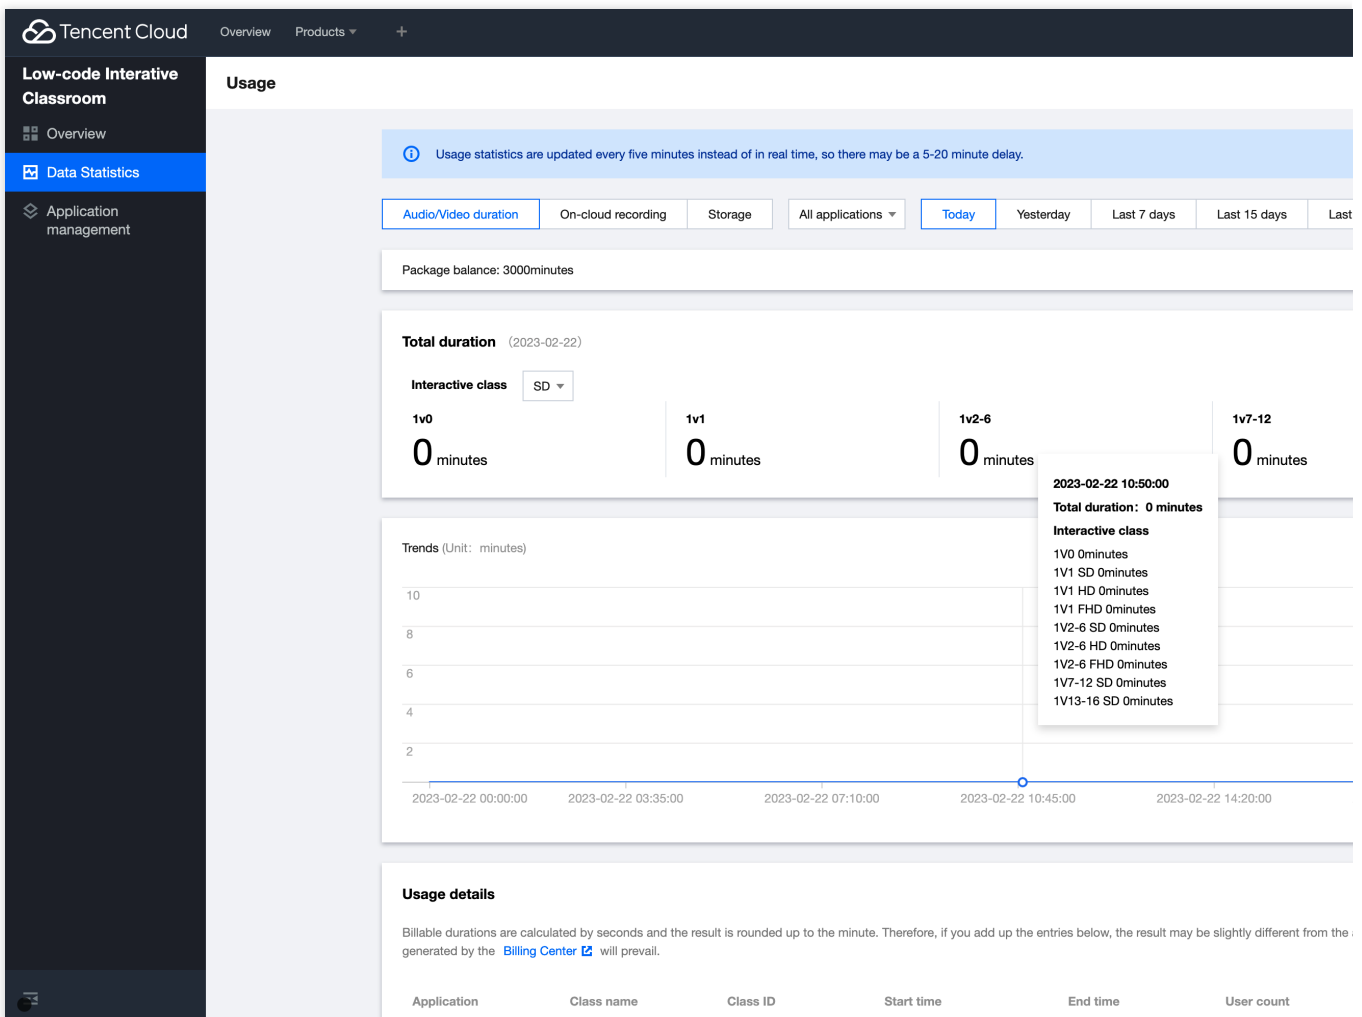 Tencent Cloud
Overview
Products
Low-code Interative
Classroom
Overview
Data Statistics
Application
management
Usage
Usage statistics are updated every five minutes instead of in real time, so there may be a 5-20 minute delay.
Audio/Video duration
On-cloud recording
Storage
All applications
Today
Yesterday
Last 7 days
Last 15 days
Last
Package balance: 3000minutes
Total duration (2023-02-22)
Interactive class
SD
1v0
1v1
1v2-6
1v7-12
0 minutes
0 minutes
0 minutes
0 minutes
2023-02-22 10:50:00
Total duration: 0 minutes
Interactive class
1V0 0minutes
1V1 SD 0minutes
1V1 HD 0minutes
1V1 FHD 0minutes
1V2-6 SD 0minutes
1V2-6 HD 0minutes
1V2-6 FHD 0minutes
1V7-12 SD 0minutes
1V13-16 SD 0minutes
Trends (Unit: minutes)
10
8
6
4
2
2023-02-22 00:00:00
2023-02-22 03:35:00
2023-02-22 07:10:00
2023-02-22 10:45:00
2023-02-22 14:20:00
Usage details
Billable durations are calculated by seconds and the result is rounded up to the minute. Therefore, if you add up the entries below, the result may be slightly different from the
generated by the Billing Center will prevail.
Application
Class name
Class ID
Start time
End time
User count